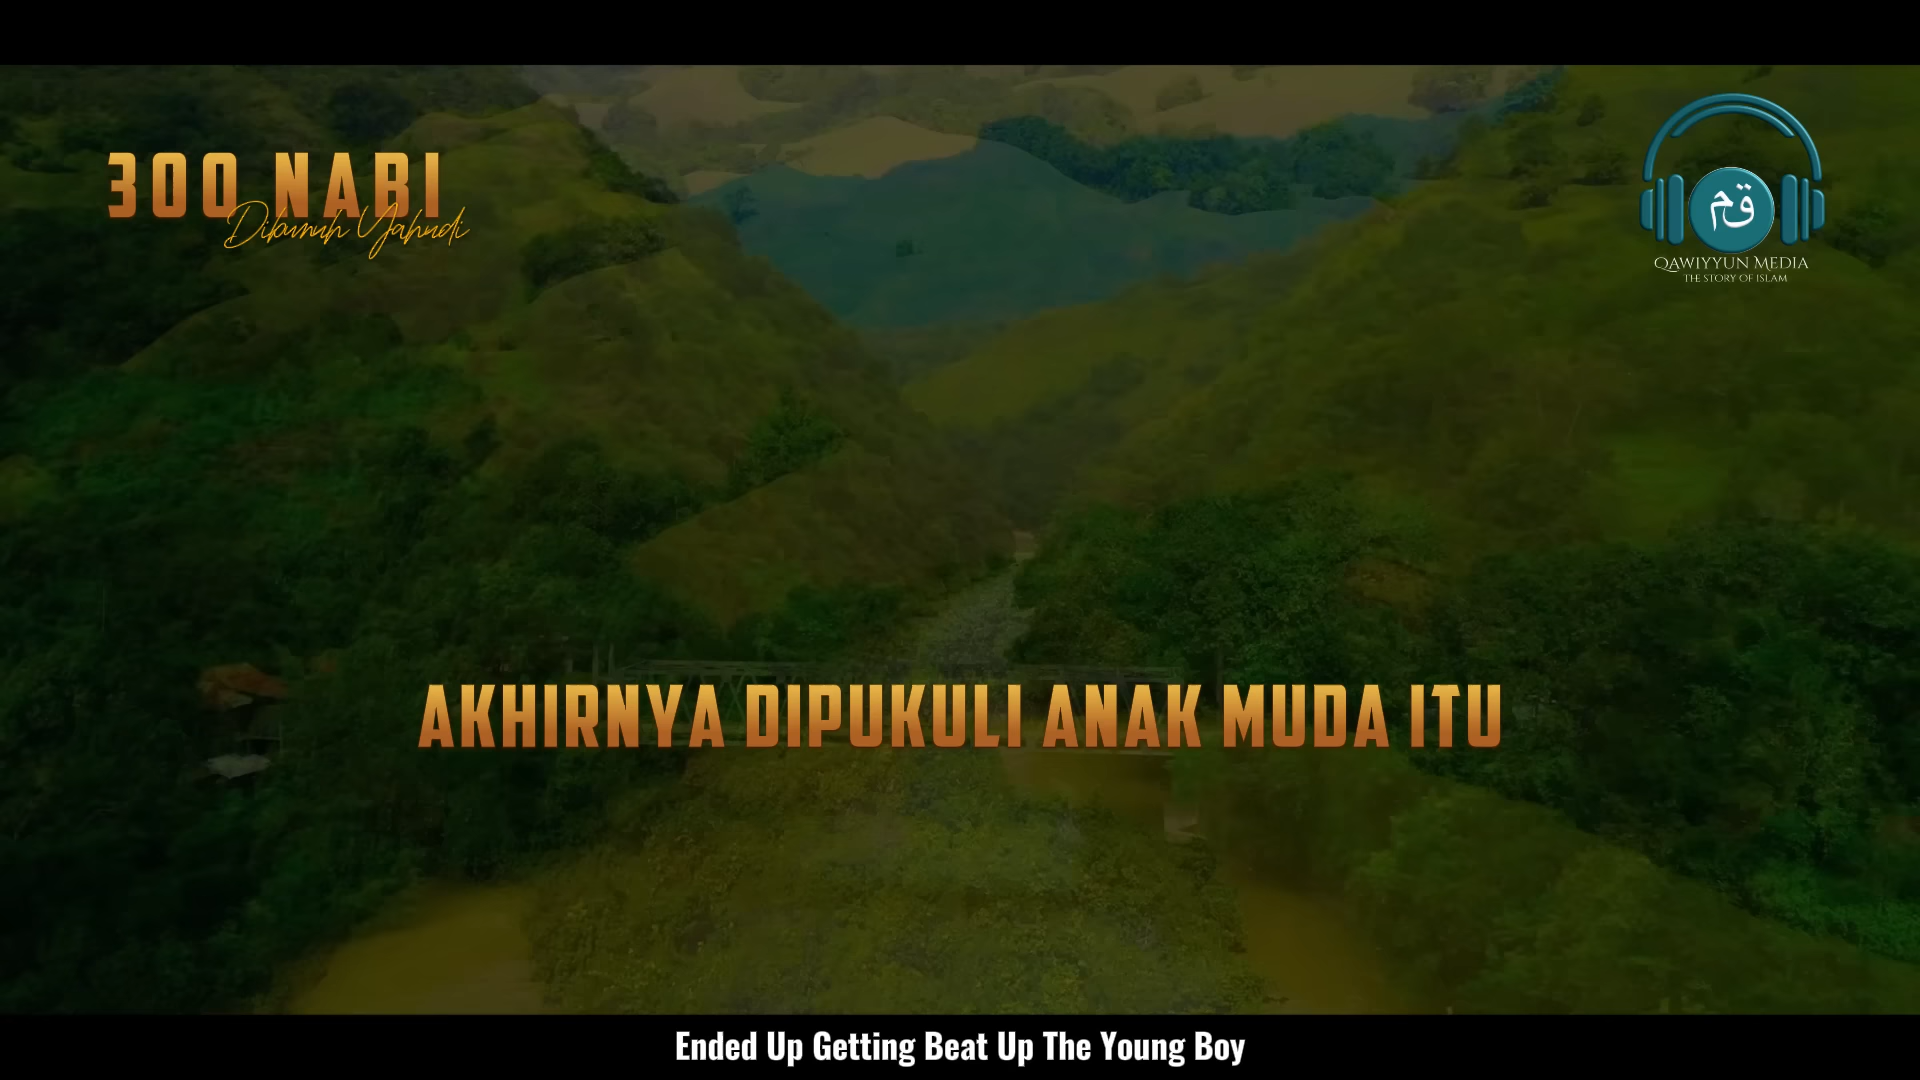 300 NABI
Dibunuh Yahudi
قم
QAWIYYUN MEDIA
THE STORY OF ISLAM
AKHIRNYA DIPUKULI ANAK MUDA ITU
Ended Up Getting Beat Up The Young Boy